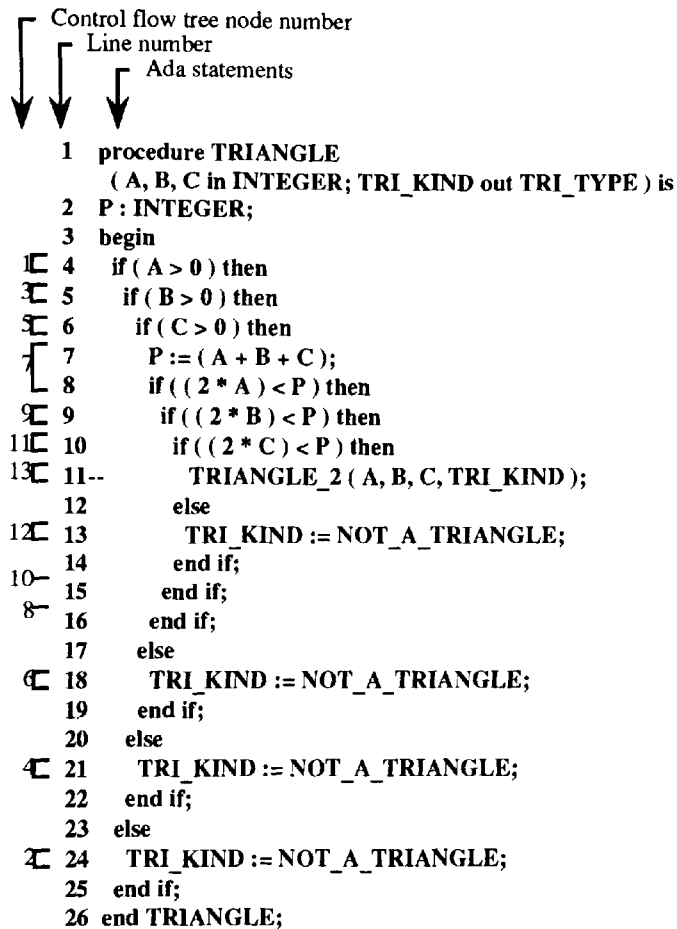 Control flow tree node number
Line number
Ada statements
1 procedure TRIANGLE
( A, B, C in INTEGER; TRI_KIND out TRI_TYPE ) is
2 P : INTEGER;
3 begin
1 4 if ( A > 0 ) then
3 5 if ( B > 0 ) then
5 6 if ( C > 0 ) then
7 7 P := ( A + B + C );
8 if ( ( 2 * A ) < P ) then
9 9 if ( ( 2 * B ) < P ) then
11 10 if ( ( 2 * C ) < P ) then
13 11-- TRIANGLE_2 ( A, B, C, TRI_KIND );
12 else
12 13 TRI_KIND := NOT_A_TRIANGLE;
14 end if;
10 15 end if;
8 16 end if;
17 else
6 18 TRI_KIND := NOT_A_TRIANGLE;
19 end if;
20 else
4 21 TRI_KIND := NOT_A_TRIANGLE;
22 end if;
23 else
2 24 TRI_KIND := NOT_A_TRIANGLE;
25 end if;
26 end TRIANGLE;